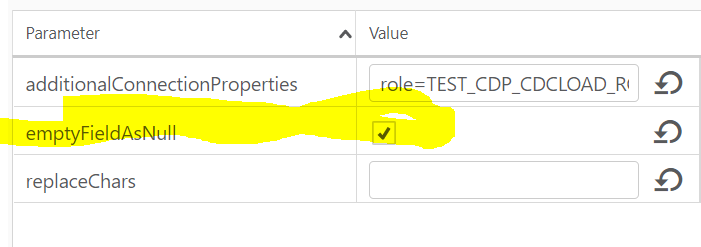 Parameter Value
additionalConnectionProperties role=TEST_CDP_CDCLOAD_R
emptyFieldAsNull
replaceChars